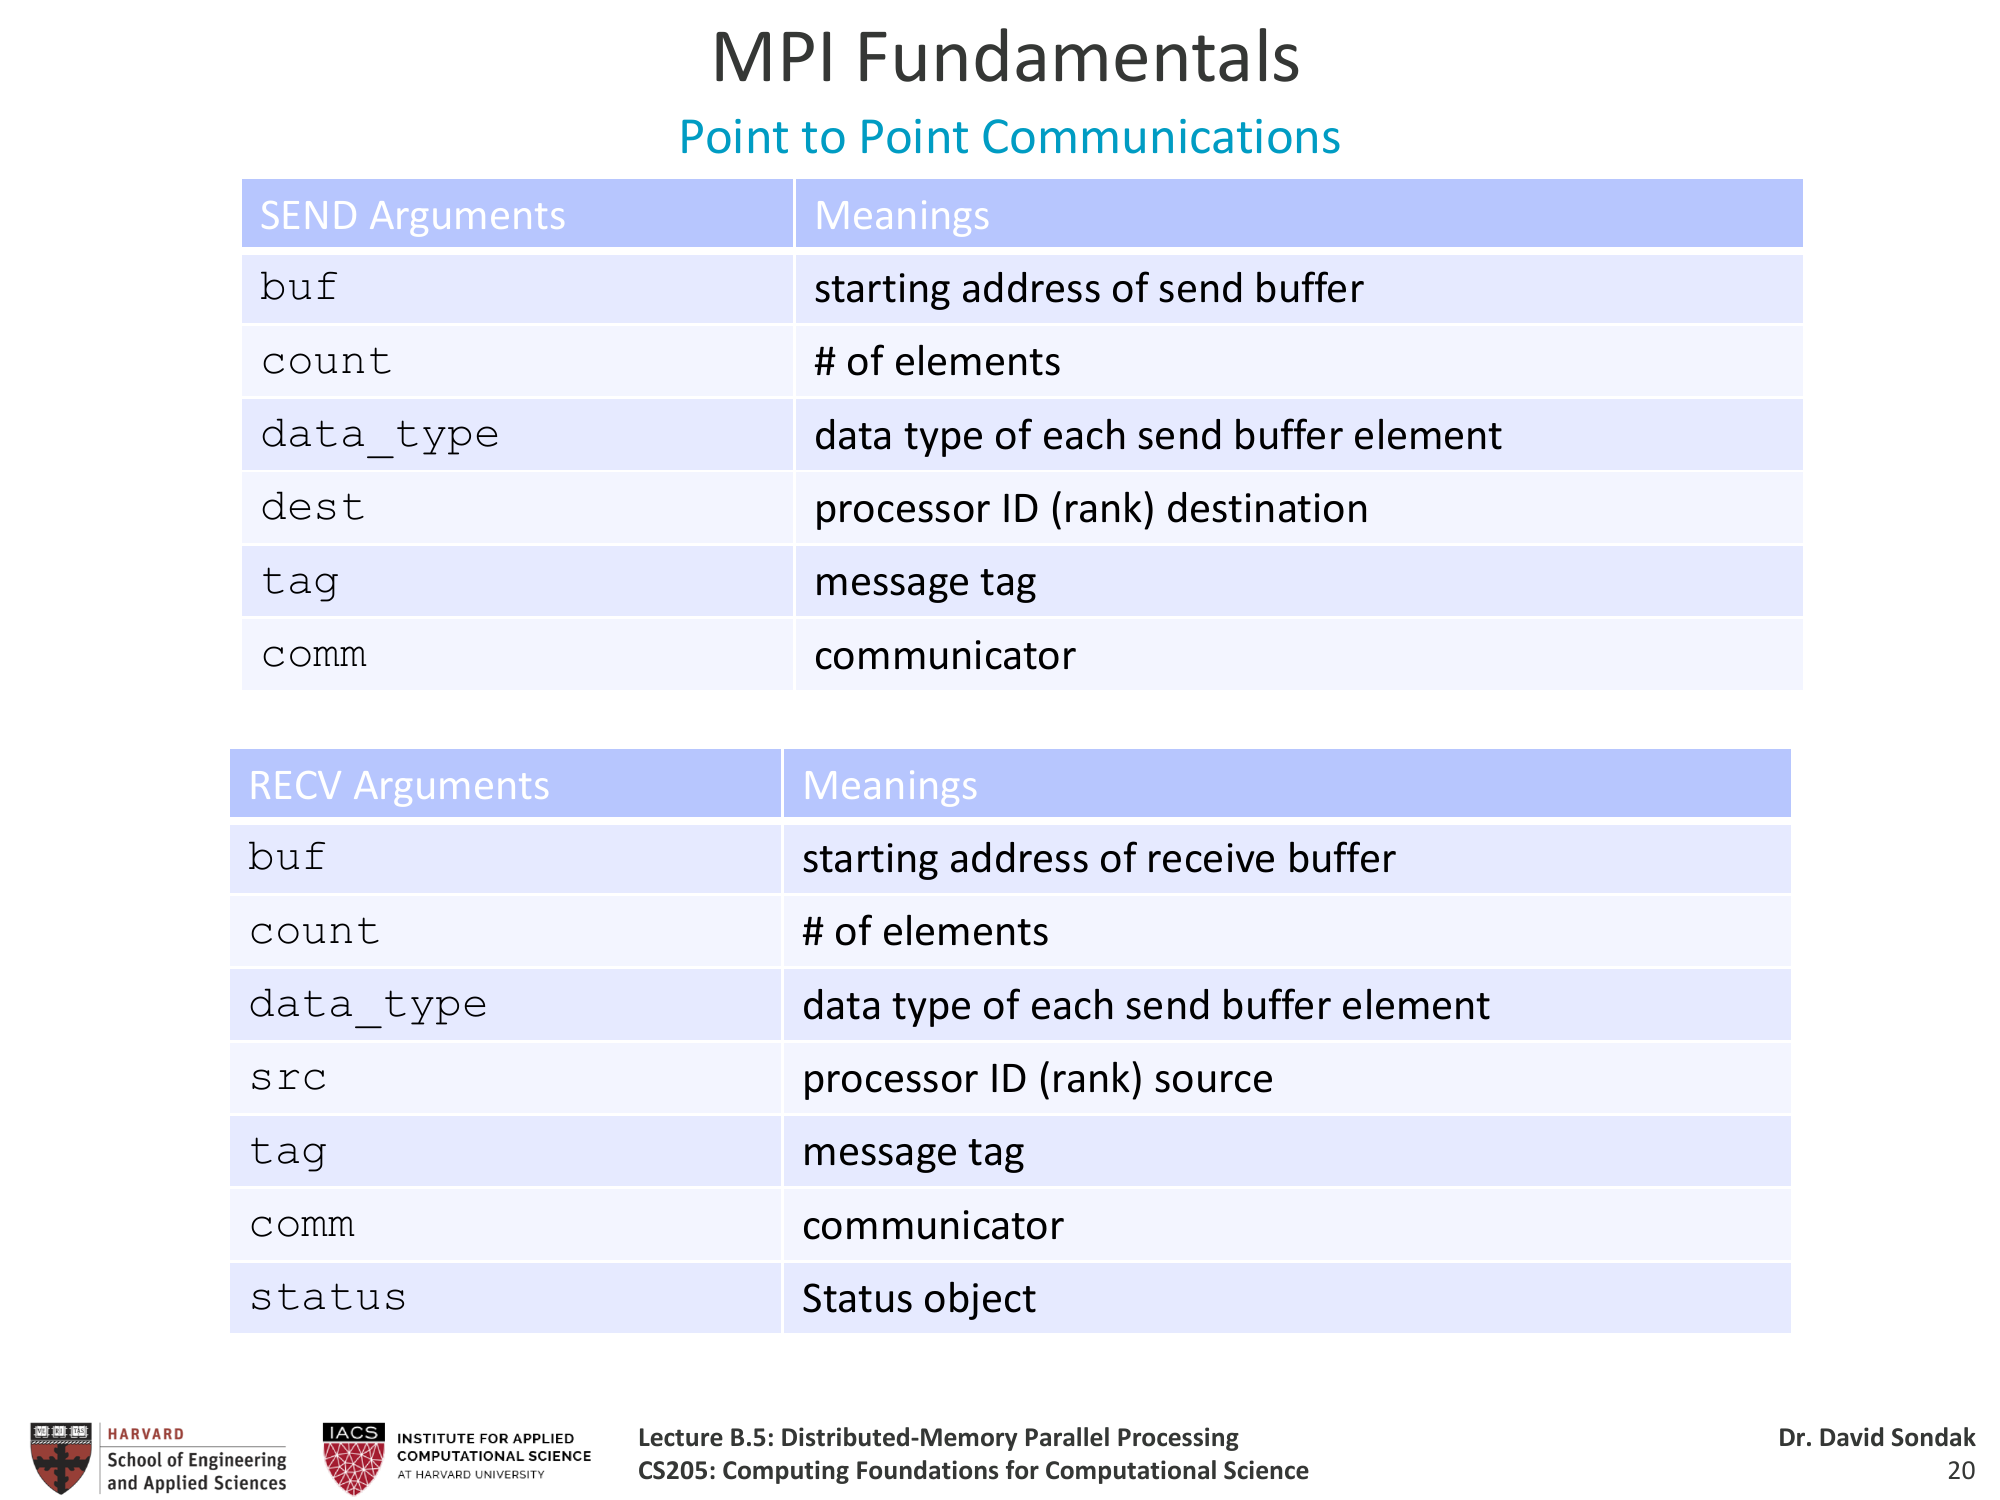 MPI Fundamentals
Point to Point Communications
SEND Arguments Meanings
buf starting address of send buffer
count # of elements
data_type data type of each send buffer element
dest processor ID (rank) destination
tag message tag
comm communicator
RECV Arguments Meanings
buf starting address of receive buffer
count # of elements
data_type data type of each send buffer element
src processor ID (rank) source
tag message tag
comm communicator
status Status object
HARVARD
School of Engineering
and Applied Sciences
IACS
INSTITUTE FOR APPLIED
COMPUTATIONAL SCIENCE
AT HARVARD UNIVERSITY
Lecture B.5: Distributed-Memory Parallel Processing
CS205: Computing Foundations for Computational Science
Dr. David Sondak
20